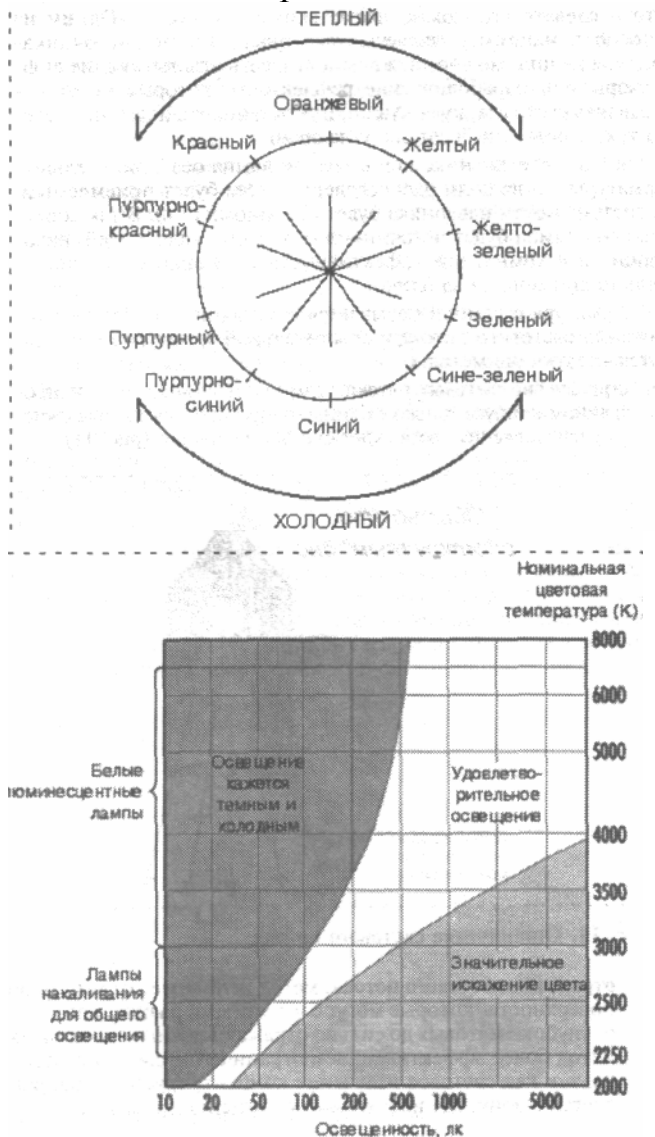 ТЕПЛЫЙ
Оранжевый
Красный
Желтый
Пурпурно-
красный
Желто-
зеленый
Пурпурный
Зеленый
Пурпурно-
синий
Сине-зеленый
Синий
ХОЛОДНЫЙ
Номинальная
цветовая
температура (К)
8000
6000
5000
4000
3500
3000
2500
2250
2000
Белые
люминесцентные
лампы
Лампы
накаливания
для общего
освещения
Освещение
кажется
темным и
холодным
Удовлетво-
рительное
освещение
Значительное
искажение цвета
10 20 50 100 200 500 1000 5000
Освещенность, лк